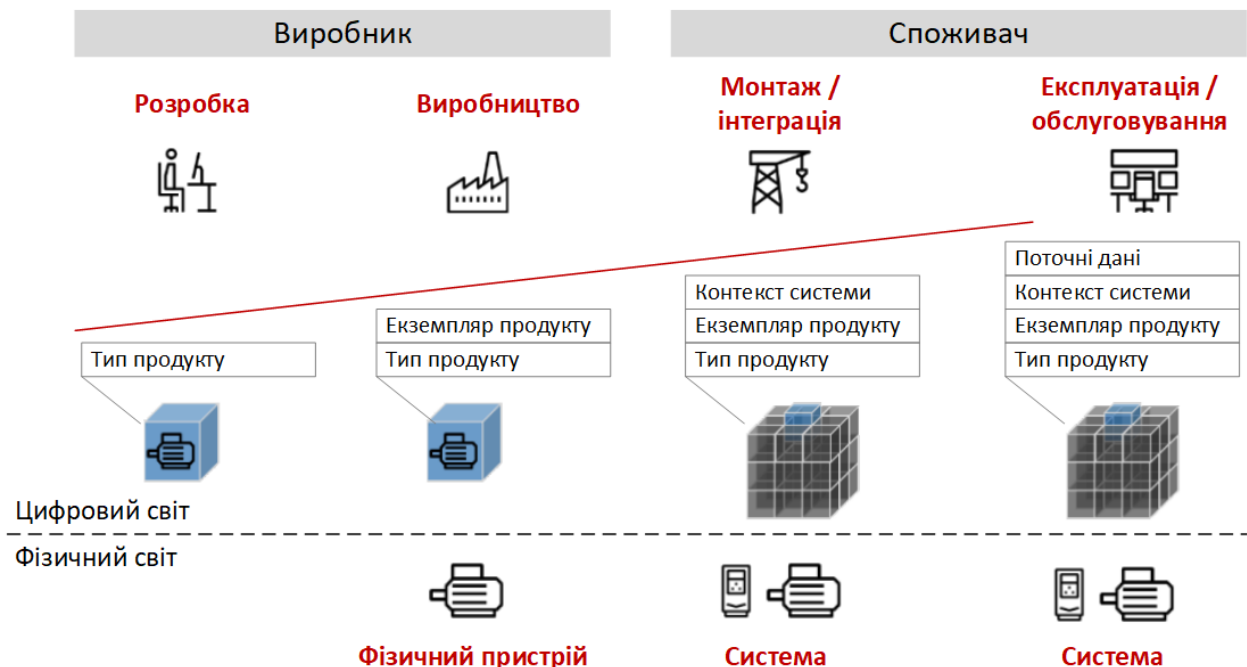 Виробник
Споживач
Розробка
Виробництво
Монтаж /
інтеграція
Експлуатація /
обслуговування
Тип продукту
Екземпляр продукту
Тип продукту
Контекст системи
Екземпляр продукту
Тип продукту
Поточні дані
Контекст системи
Екземпляр продукту
Тип продукту
Цифровий світ
Фізичний світ
Фізичний пристрій
Система
Система